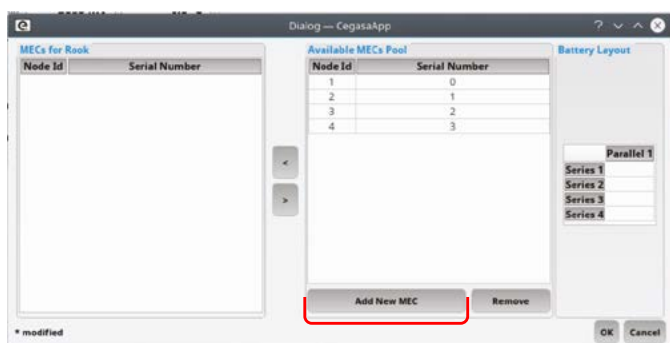 Dialog — CegasaApp
MECs for Rook
Node Id Serial Number
Available MECs Pool
Node Id Serial Number
1 0
2 1
3 2
4 3
<
>
Add New MEC Remove
Battery Layout
Parallel 1
Series 1
Series 2
Series 3
Series 4
* modified
OK Cancel